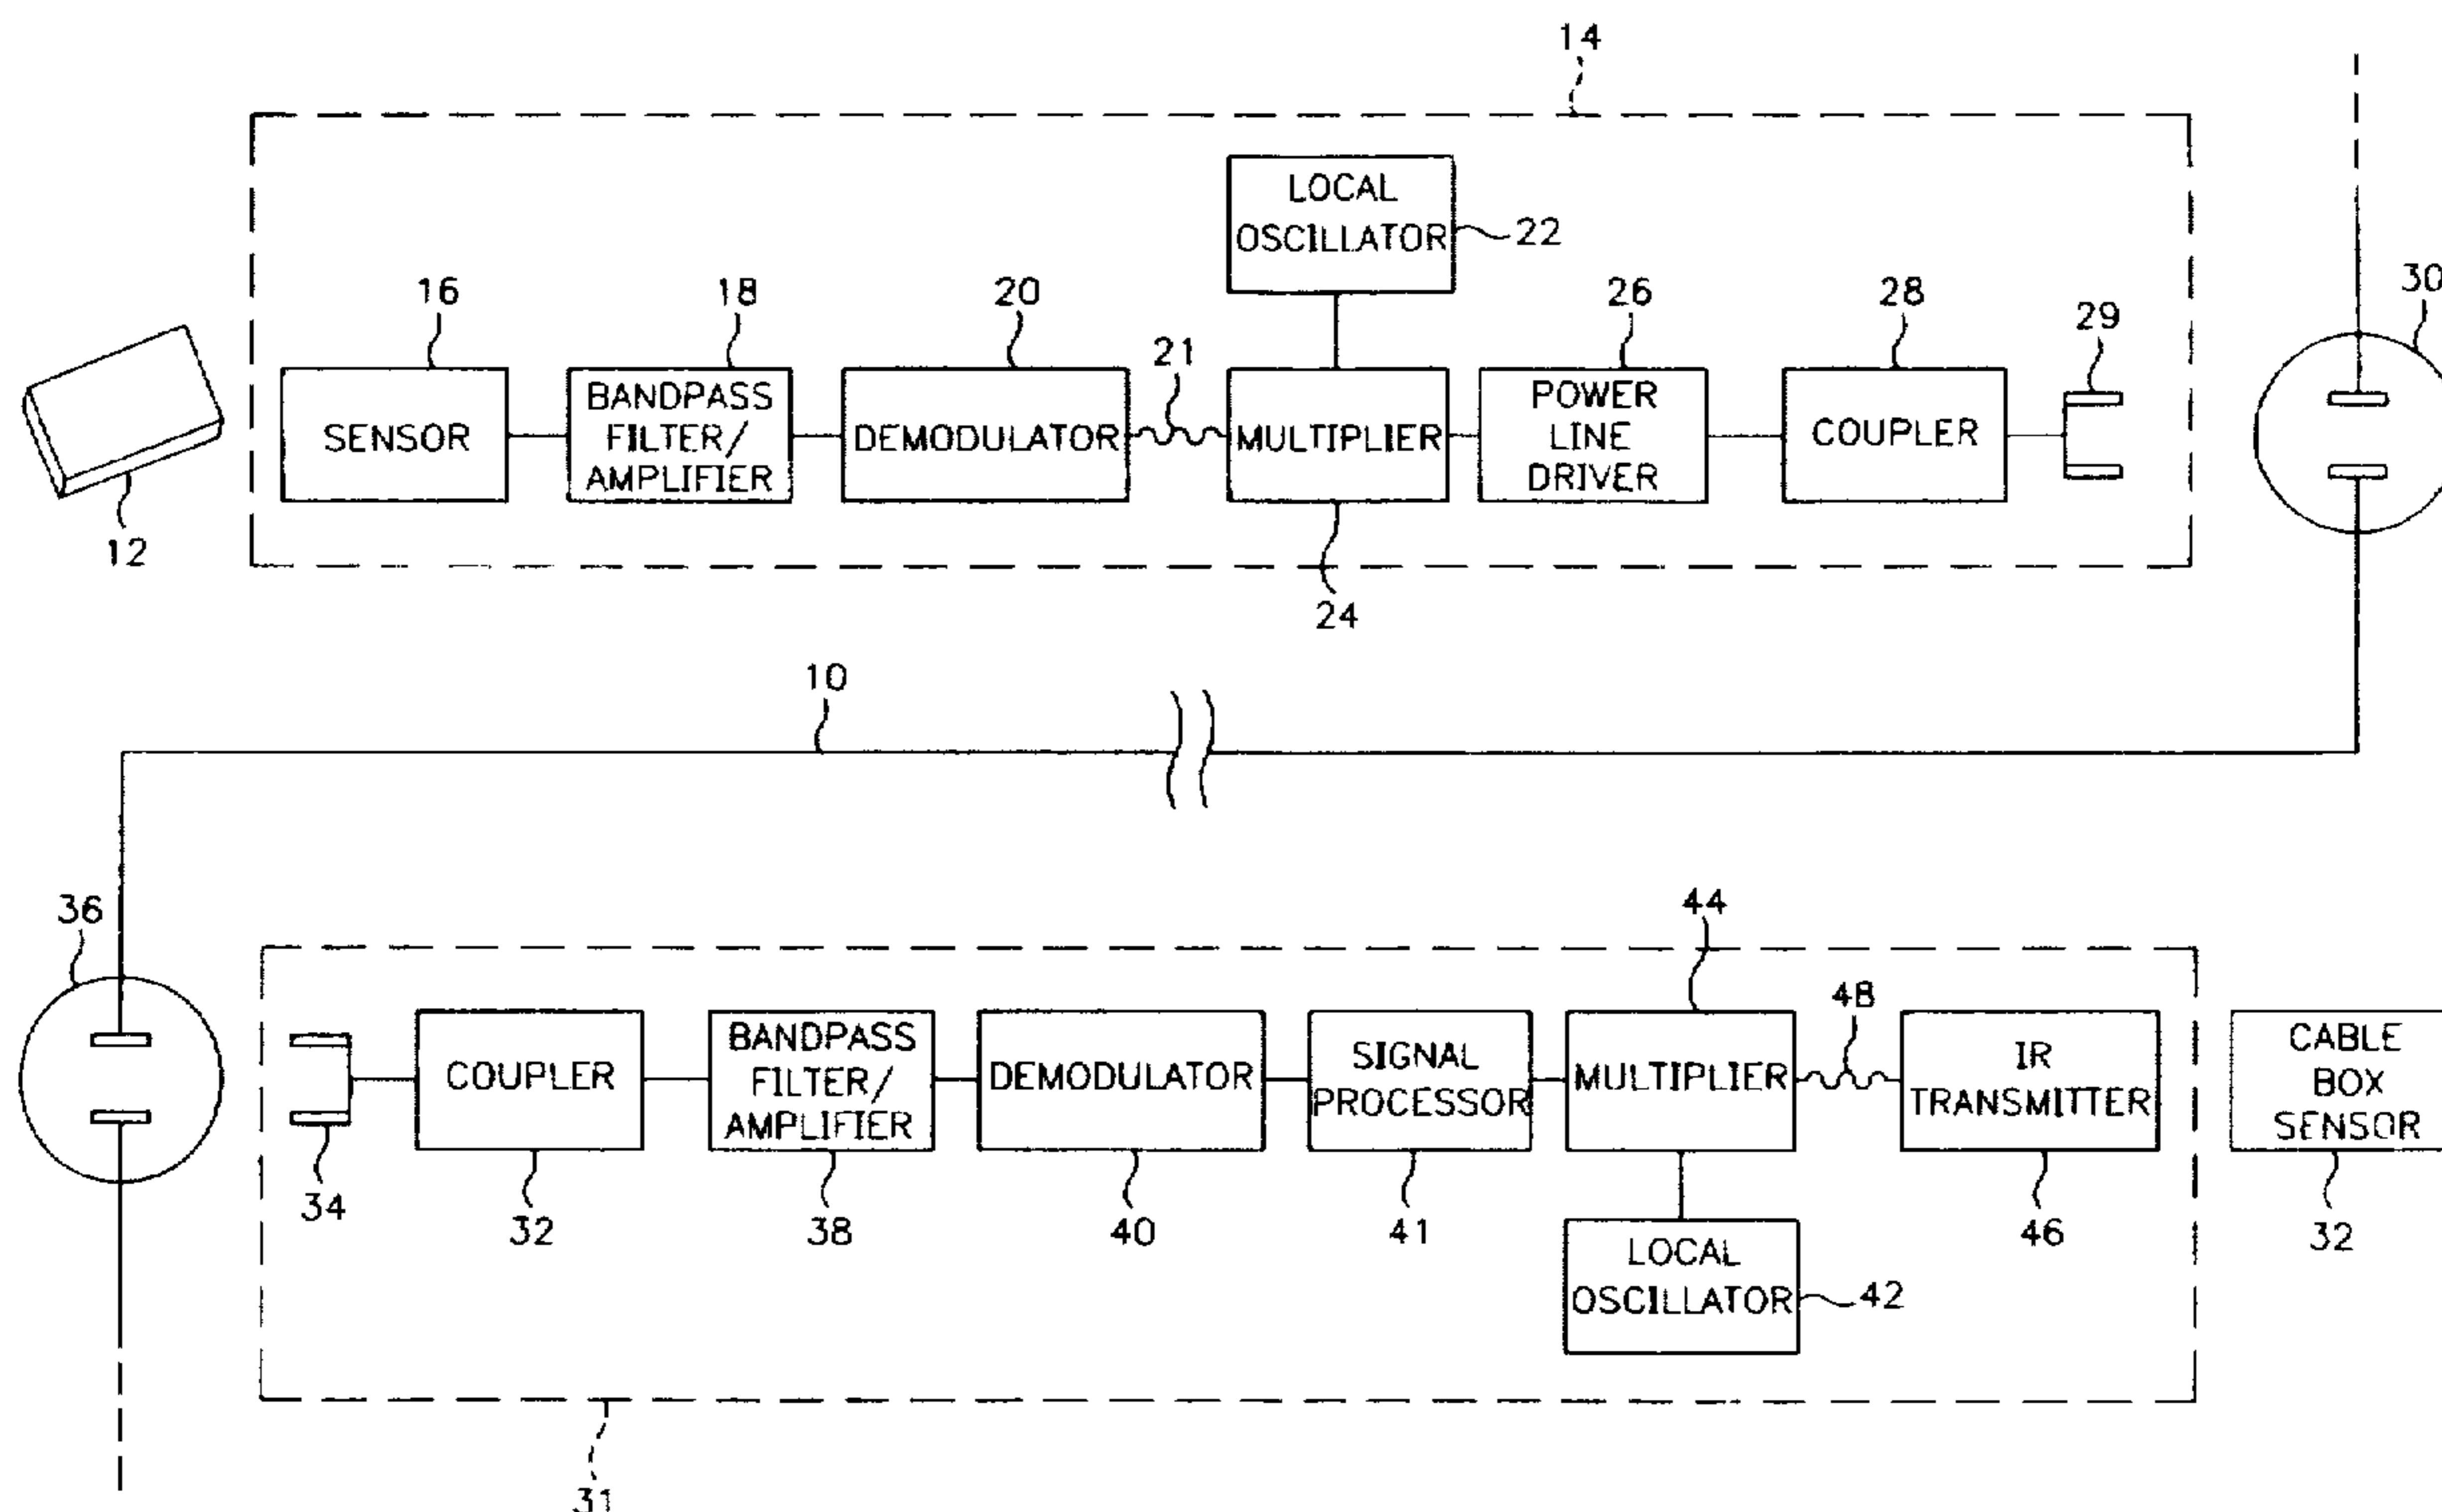 14
LOCAL
OSCILLATOR
22
30
16
18
20
21
26
28
29
SENSOR
BANDPASS
FILTER/
AMPLIFIER
DEMODULATOR
MULTIPLIER
POWER
LINE
DRIVER
COUPLER
12
24
10
36
44
48
COUPLER
BANDPASS
FILTER/
AMPLIFIER
DEMODULATOR
SIGNAL
PROCESSOR
MULTIPLIER
IR
TRANSMITTER
CABLE
BOX
SENSOR
34
32
38
40
41
46
32
LOCAL
OSCILLATOR
42
31